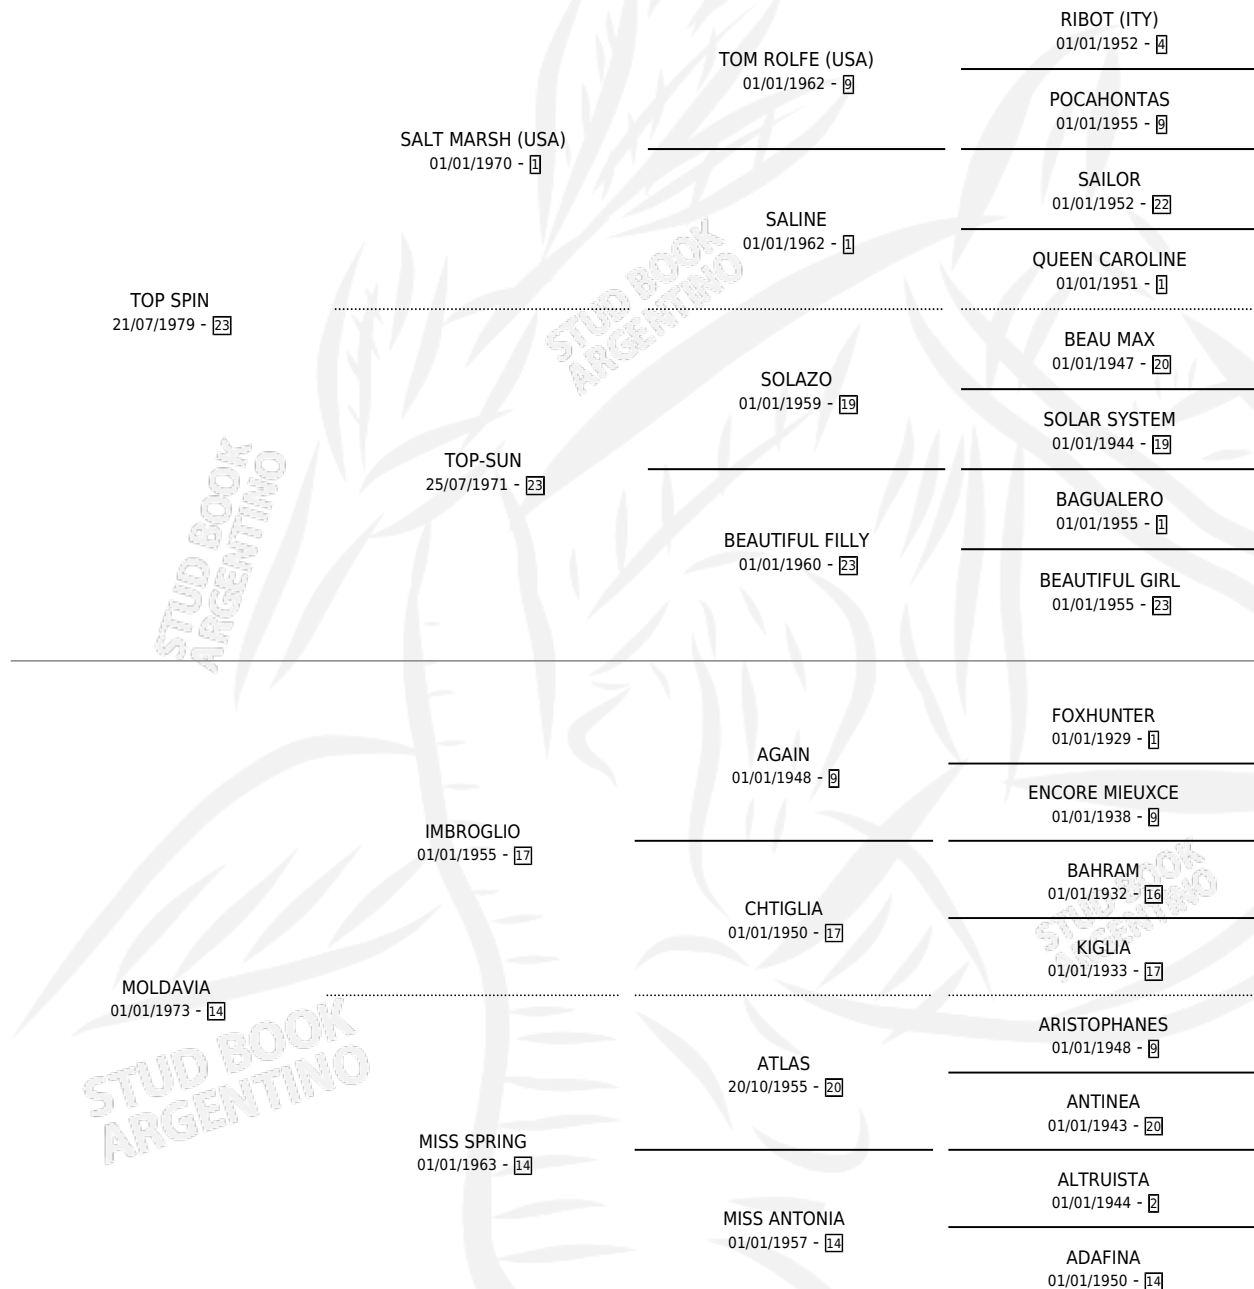 RIBOT (ITY)
01/01/1952 - 4
TOM ROLFE (USA)
01/01/1962 - 9
POCAHONTAS
01/01/1955 - 9
SALT MARSH (USA)
01/01/1970 - 1
SAILOR
01/01/1952 - 22
SALINE
01/01/1962 - 1
QUEEN CAROLINE
01/01/1951 - 1
TOP SPIN
21/07/1979 - 23
BEAU MAX
01/01/1947 - 20
SOLAZO
01/01/1959 - 19
SOLAR SYSTEM
01/01/1944 - 19
TOP-SUN
25/07/1971 - 23
BAGUALERO
01/01/1955 - 1
BEAUTIFUL FILLY
01/01/1960 - 23
BEAUTIFUL GIRL
01/01/1955 - 23
FOXHUNTER
01/01/1929 - 1
AGAIN
01/01/1948 - 9
ENCORE MIEUXCE
01/01/1938 - 9
IMBROGLIO
01/01/1955 - 17
BAHRAM
01/01/1932 - 16
CHTIGLIA
01/01/1950 - 17
KIGLIA
01/01/1933 - 17
MOLDAVIA
01/01/1973 - 14
ARISTOPHANES
01/01/1948 - 9
ATLAS
20/10/1955 - 20
ANTINEA
01/01/1943 - 20
MISS SPRING
01/01/1963 - 14
ALTRUISTA
01/01/1944 - 2
MISS ANTONIA
01/01/1957 - 14
ADAFINA
01/01/1950 - 14
STUD BOOK
ARGENTINO
STUD BOOK
ARGENTINO
STUD BOOK
ARGENTINO
STUD BOOK
ARGENTINO